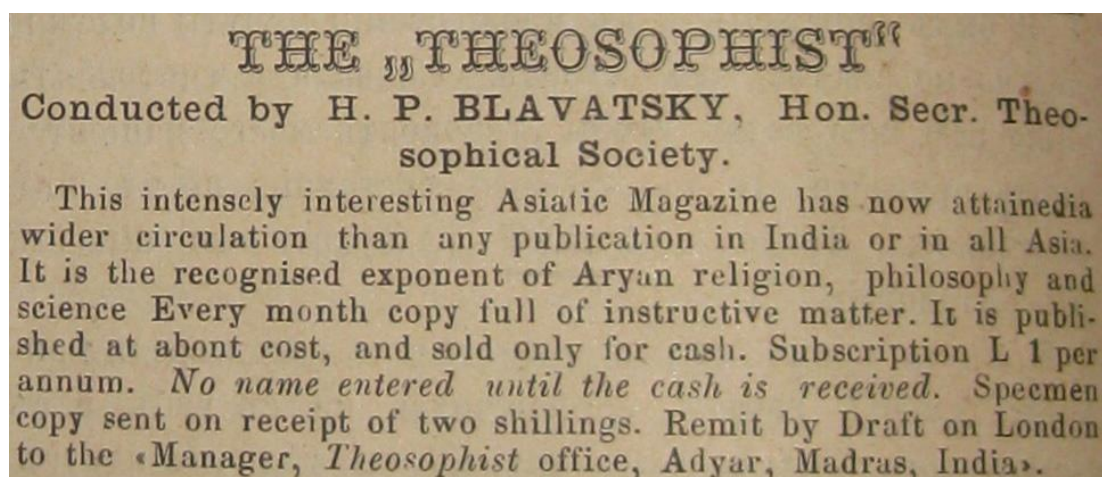 THE „THEOSOPHIST“
Conducted by H. P. BLAVATSKY, Hon. Secr. Theo-
sophical Society.
This intensely interesting Asiatic Magazine has now attainedia
wider circulation than any publication in India or in all Asia.
It is the recognised exponent of Aryan religion, philosophy and
science Every month copy full of instructive matter. It is publi-
shed at abont cost, and sold only for cash. Subscription L 1 per
annum. No name entered until the cash is received. Specmen
copy sent on receipt of two shillings. Remit by Draft on London
to the «Manager, Theosophist office, Adyar, Madras, India».